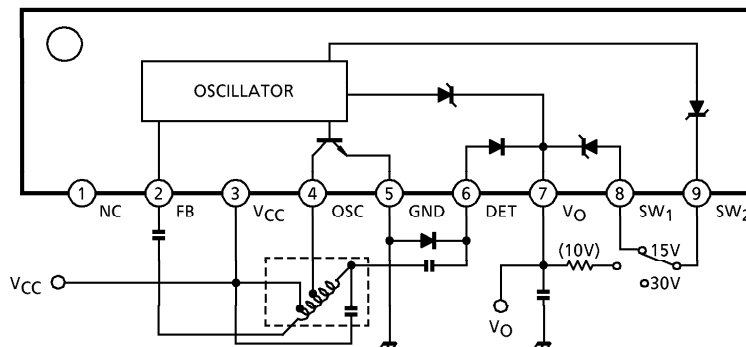 OSCILLATOR
1 2 3 4 5 6 7 8 9
NC FB VCC OSC GND DET VO SW1 SW2
(10V) 15V
VCC 30V
VO